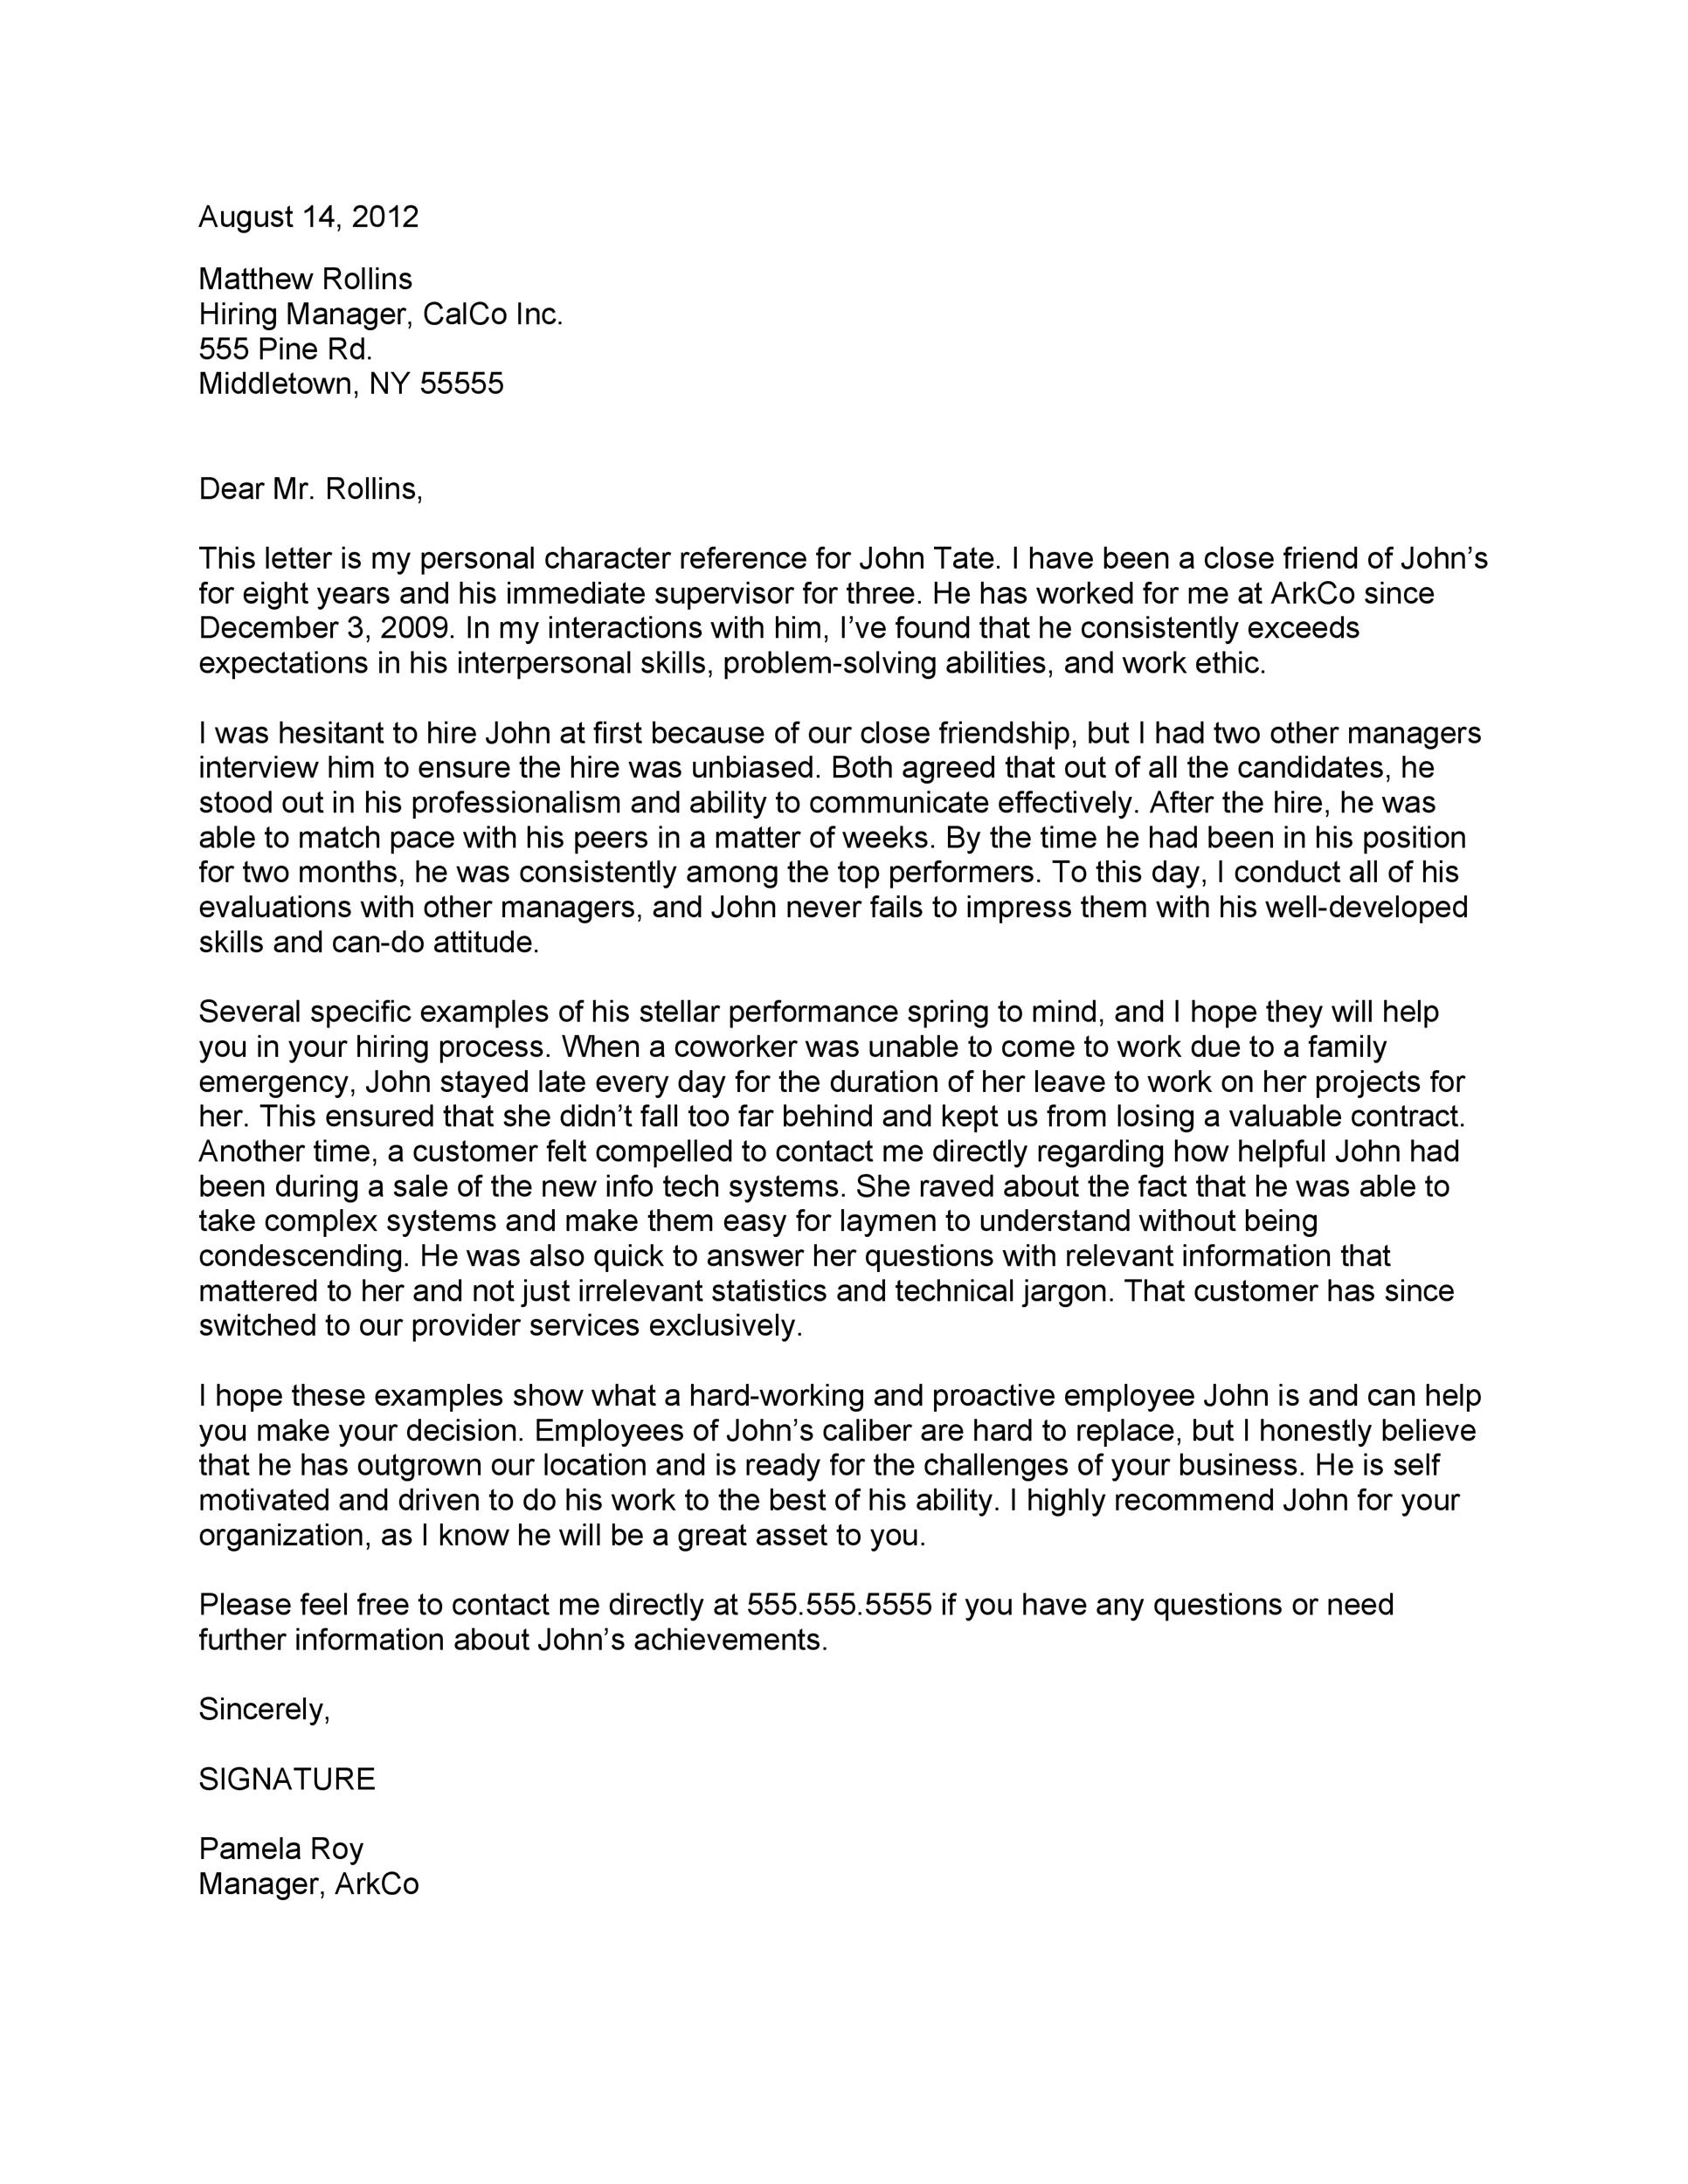 August 14, 2012
Matthew Rollins
Hiring Manager, CalCo Inc.
555 Pine Rd.
Middletown, NY 55555
Dear Mr. Rollins,
This letter is my personal character reference for John Tate. I have been a close friend of John’s
for eight years and his immediate supervisor for three. He has worked for me at ArkCo since
December 3, 2009. In my interactions with him, I’ve found that he consistently exceeds
expectations in his interpersonal skills, problem-solving abilities, and work ethic.
I was hesitant to hire John at first because of our close friendship, but I had two other managers
interview him to ensure the hire was unbiased. Both agreed that out of all the candidates, he
stood out in his professionalism and ability to communicate effectively. After the hire, he was
able to match pace with his peers in a matter of weeks. By the time he had been in his position
for two months, he was consistently among the top performers. To this day, I conduct all of his
evaluations with other managers, and John never fails to impress them with his well-developed
skills and can-do attitude.
Several specific examples of his stellar performance spring to mind, and I hope they will help
you in your hiring process. When a coworker was unable to come to work due to a family
emergency, John stayed late every day for the duration of her leave to work on her projects for
her. This ensured that she didn’t fall too far behind and kept us from losing a valuable contract.
Another time, a customer felt compelled to contact me directly regarding how helpful John had
been during a sale of the new info tech systems. She raved about the fact that he was able to
take complex systems and make them easy for laymen to understand without being
condescending. He was also quick to answer her questions with relevant information that
mattered to her and not just irrelevant statistics and technical jargon. That customer has since
switched to our provider services exclusively.
I hope these examples show what a hard-working and proactive employee John is and can help
you make your decision. Employees of John’s caliber are hard to replace, but I honestly believe
that he has outgrown our location and is ready for the challenges of your business. He is self
motivated and driven to do his work to the best of his ability. I highly recommend John for your
organization, as I know he will be a great asset to you.
Please feel free to contact me directly at 555.555.5555 if you have any questions or need
further information about John’s achievements.
Sincerely,
SIGNATURE
Pamela Roy
Manager, ArkCo